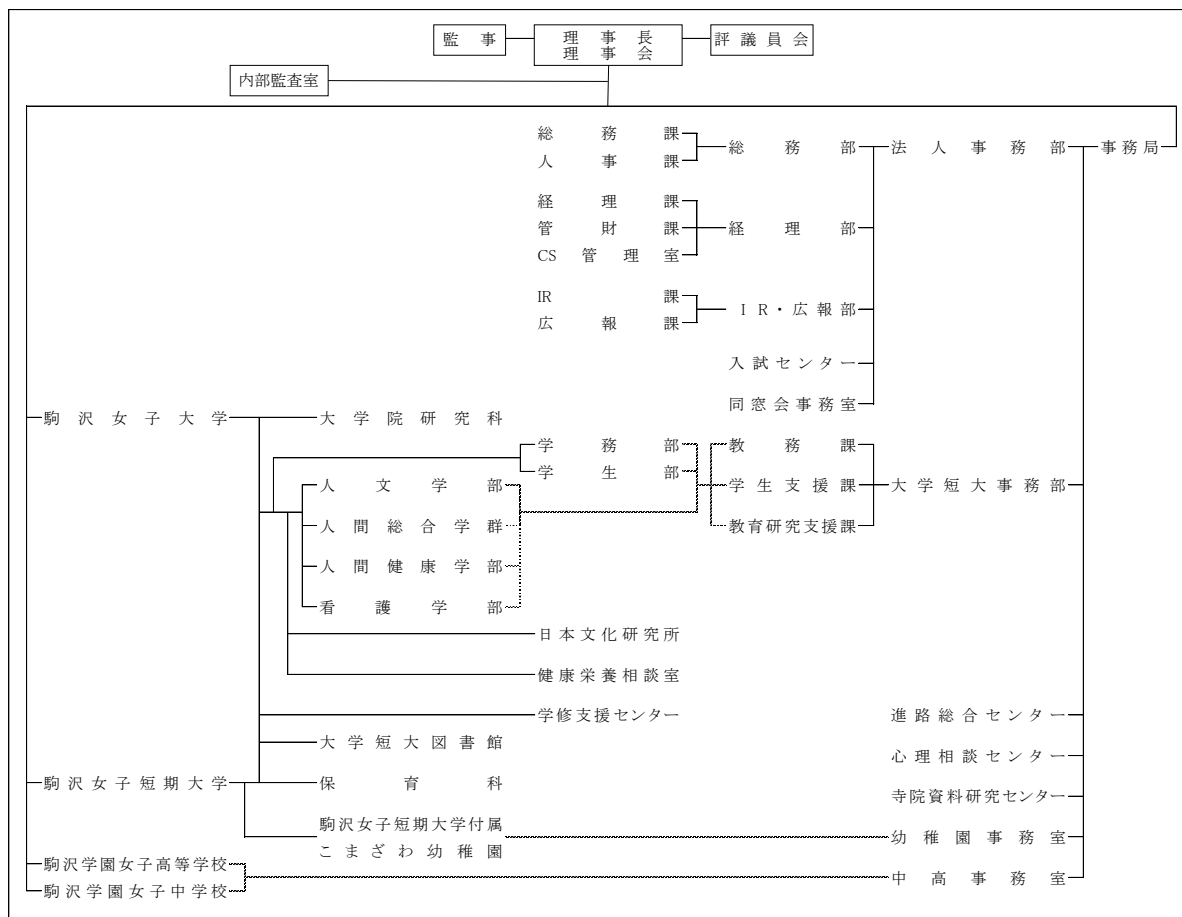 監事
理事長
理事会
評議員会
内部監査室
総務課
人事課
総務部
法人事務部
事務局
経理課
管財課
CS管理室
経理部
IR課
広報課
IR・広報部
入試センター
同窓会事務室
駒沢女子大学
大学院研究科
学務部
学生部
教務課
学生支援課
教育研究支援課
大学短大事務部
人文学部
人間総合学群
人間健康学部
看護学部
日本文化研究所
健康栄養相談室
学修支援センター
進路総合センター
大学短大図書館
心理相談センター
駒沢女子短期大学
保育科
寺院資料研究センター
駒沢女子短期大学付属
こまざわ幼稚園
幼稚園事務室
駒沢学園女子高等学校
駒沢学園女子中学校
中高事務室